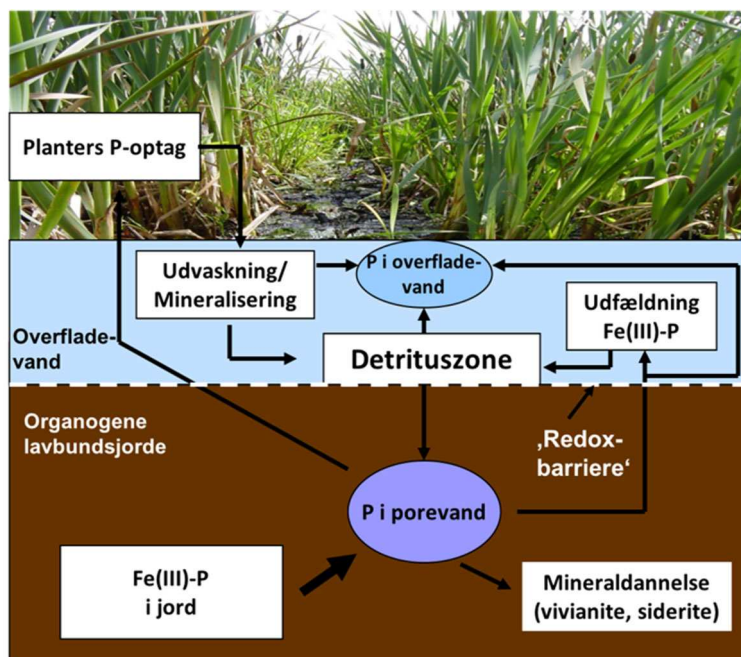 Planters P-optag
Udvaskning/
Mineralisering
P i overflade-
vand
Udfældning
Fe(III)-P
Overflade-
vand
Detrituszone
Organogene
lavbundsjorde
‚Redox-
barriere‘
P i porevand
Fe(III)-P
i jord
Mineraldannelse
(vivianite, siderite)